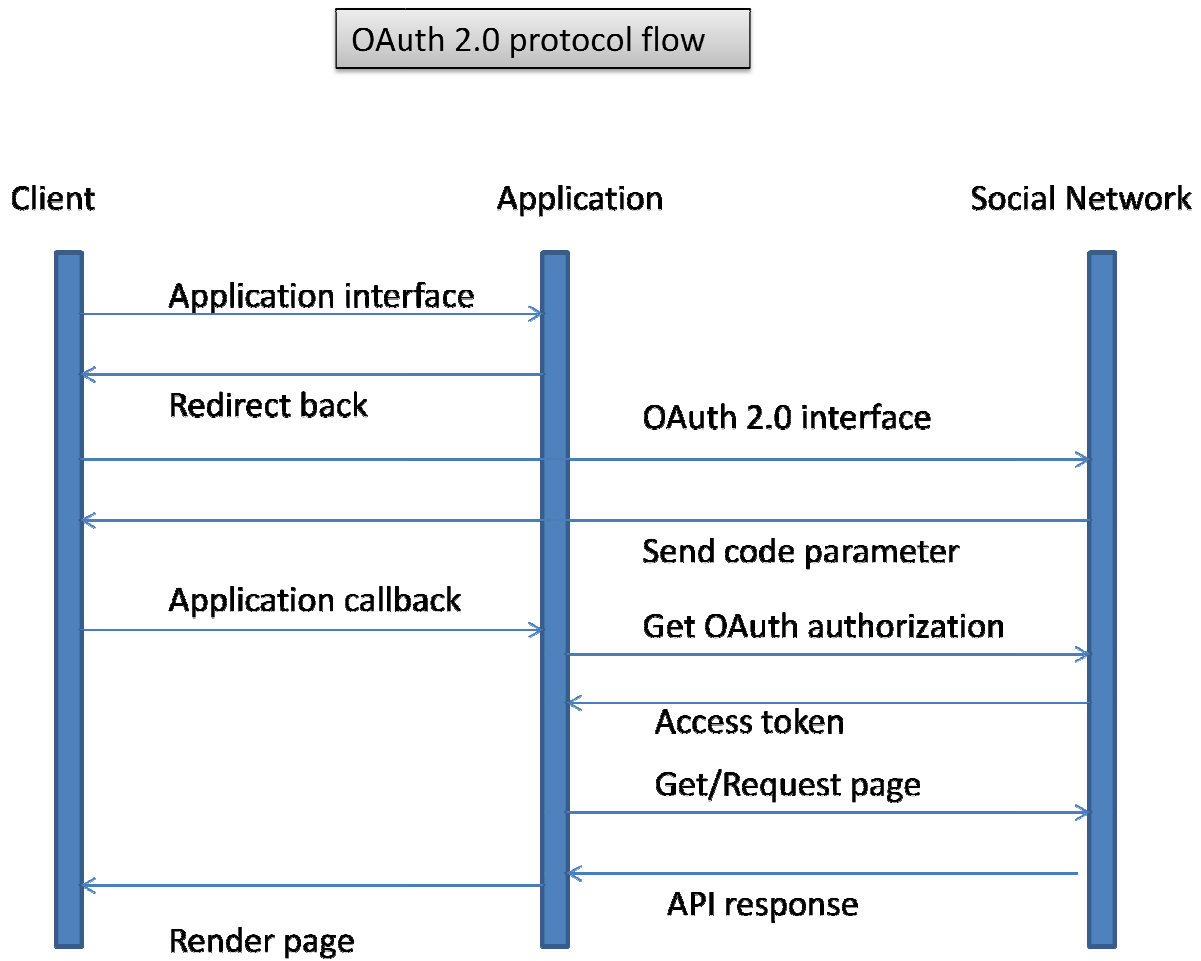 OAuth 2.0 protocol flow
Client
Application
Social Network
Application interface
Redirect back
OAuth 2.0 interface
Send code parameter
Application callback
Get OAuth authorization
Access token
Get/Request page
API response
Render page